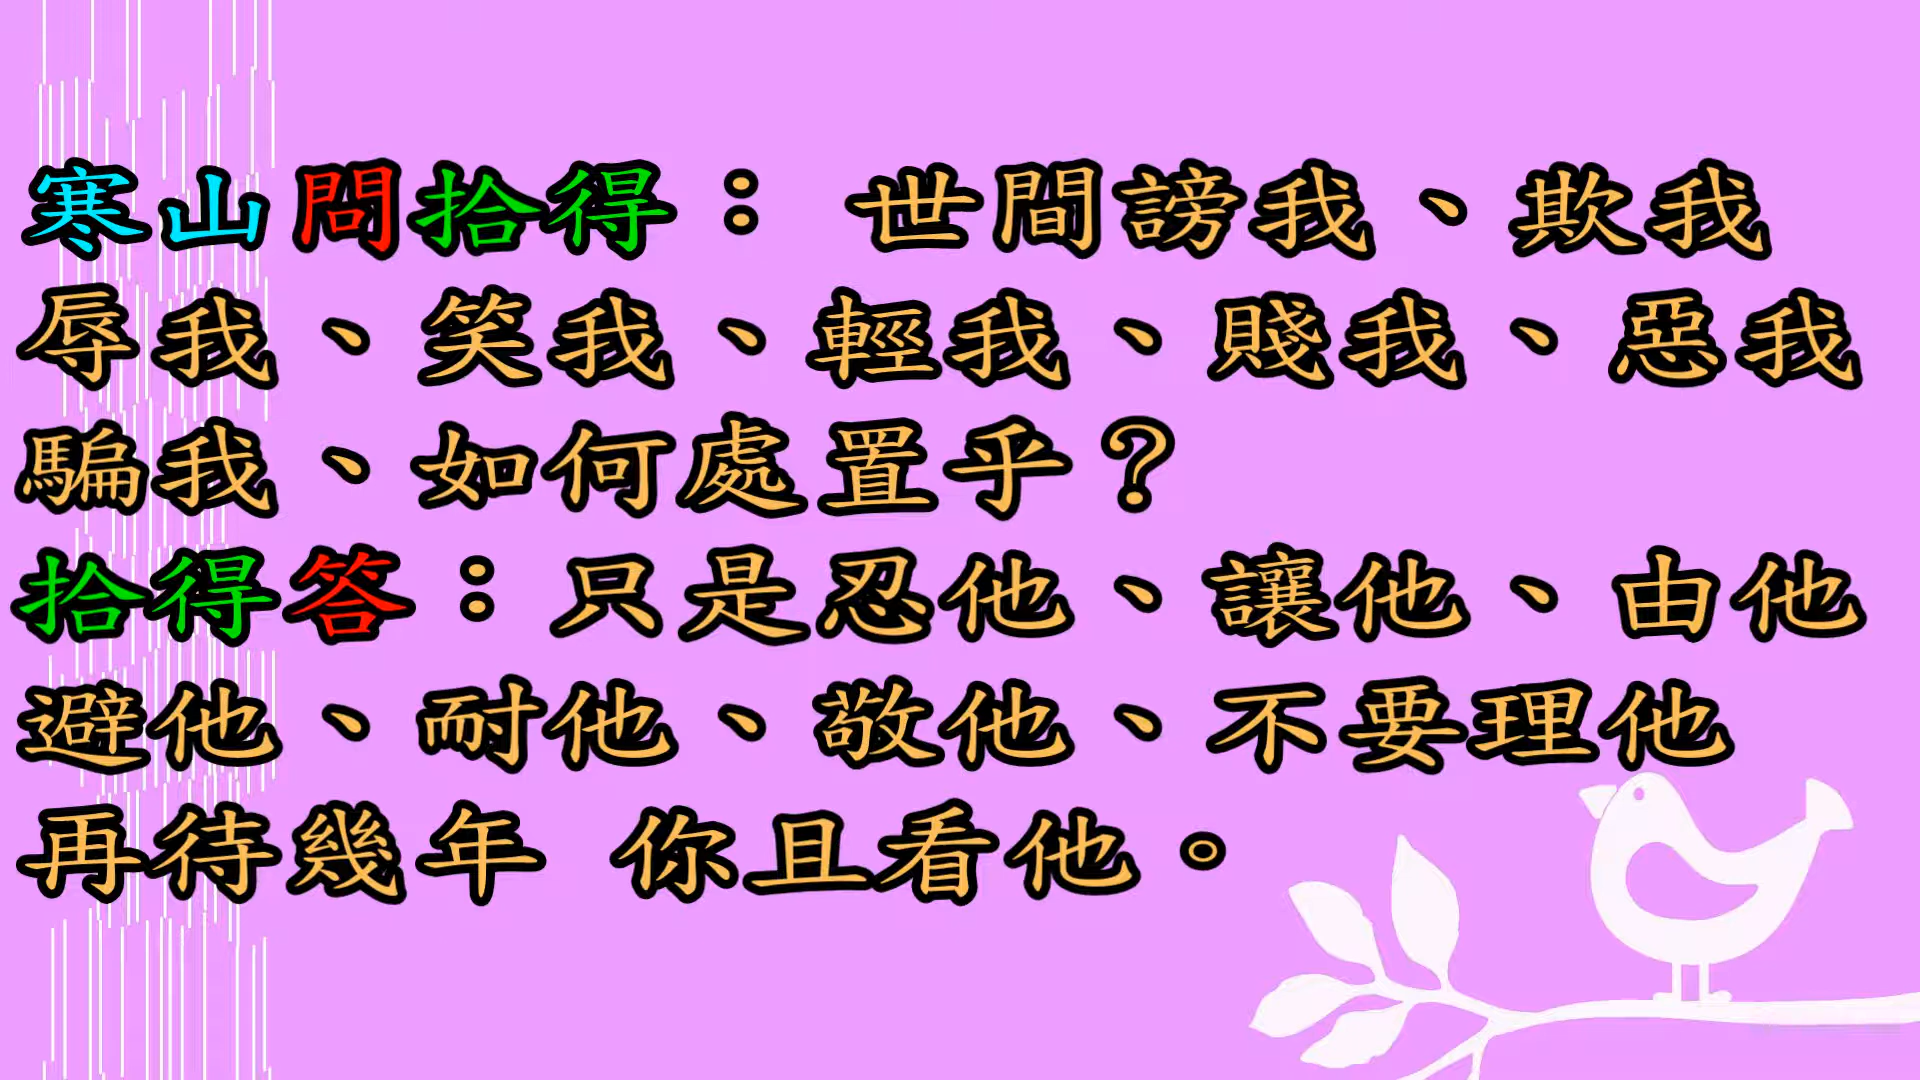 寒山問拾得： 世間謗我、欺我
辱我、笑我、輕我、賤我、惡我
騙我、如何處置乎？
拾得答：只是忍他、讓他、由他
避他、耐他、敬他、不要理他
再待幾年 你且看他。